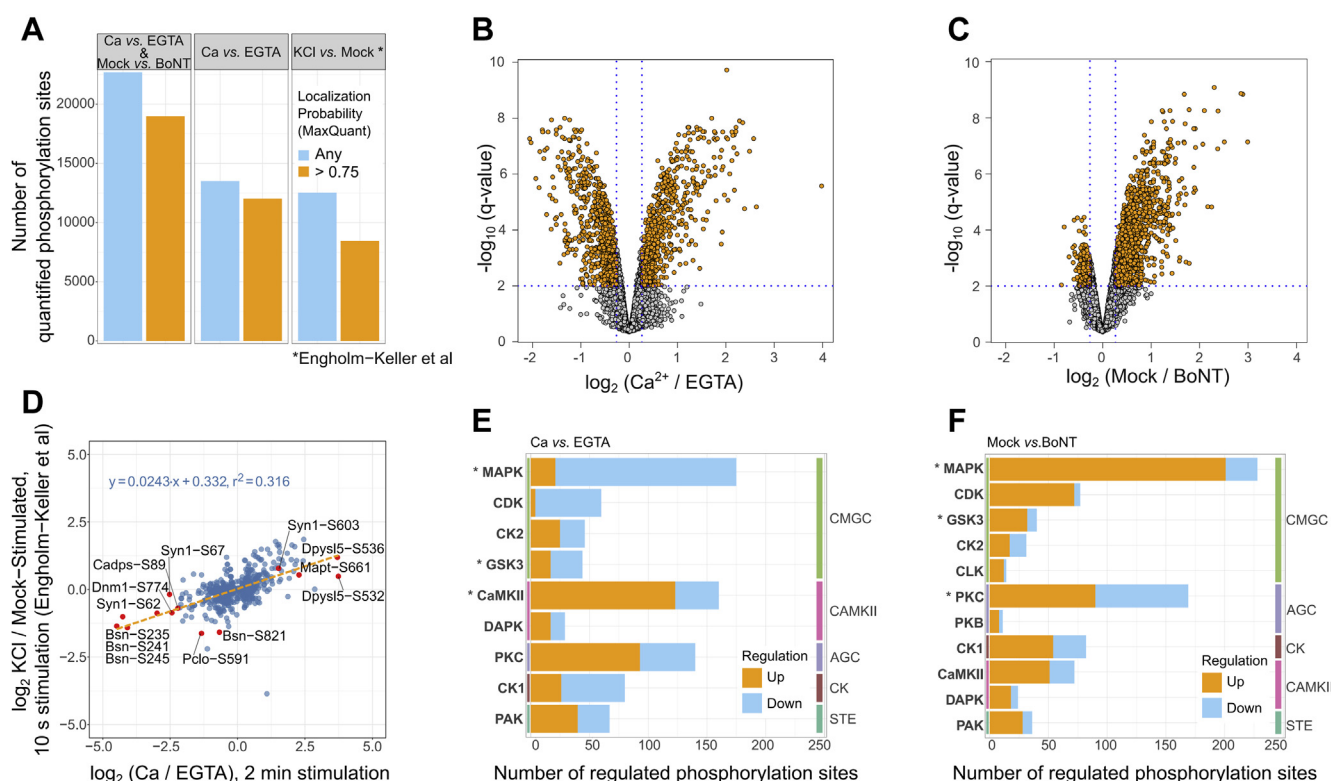 A
Ca vs. EGTA
&
Mock vs. BoNT
Ca vs. EGTA
KCl vs. Mock *
Number of
quantified phosphorylation sites
20000
15000
10000
5000
0
Localization
Probability
(MaxQuant)
Any
> 0.75
*Engholm−Keller et al
B
-log10 (q-value)
10
8
6
4
2
0
-2
-1
0
1
2
3
4
log2 (Ca2+ / EGTA)
C
-log10 (q-value)
10
8
6
4
2
0
-2
-1
0
1
2
3
4
log2 (Mock / BoNT)
D
log2 KCl / Mock−Stimulated,
10 s stimulation (Engholm−Keller et al)
5.0
2.5
0.0
−2.5
−5.0
y=0.0243·x + 0.332, r2=0.316
Syn1−S603
Syn1−S67
Dpysl5−S536
Cadps−S89
Mapt−S661
Dnm1−S774
Dpysl5−S532
Syn1−S62
Bsn−S235
Bsn−S241
Bsn−S245
Bsn−S821
Pclo−S591
−5.0
−2.5
0.0
2.5
5.0
log2 (Ca / EGTA), 2 min stimulation
E
Ca vs. EGTA
* MAPK
CDK
CK2
* GSK3
* CaMKII
DAPK
PKC
CK1
PAK
CMGC
CAMKII
AGC
CK
STE
Regulation
Up
Down
0
50
100
150
200
250
Number of regulated phosphorylation sites
F
Mock vs.BoNT
* MAPK
CDK
* GSK3
CK2
CLK
* PKC
PKB
CK1
CaMKII
DAPK
PAK
CMGC
AGC
CK
CAMKII
STE
Regulation
Up
Down
0
50
100
150
200
250
Number of regulated phosphorylation sites